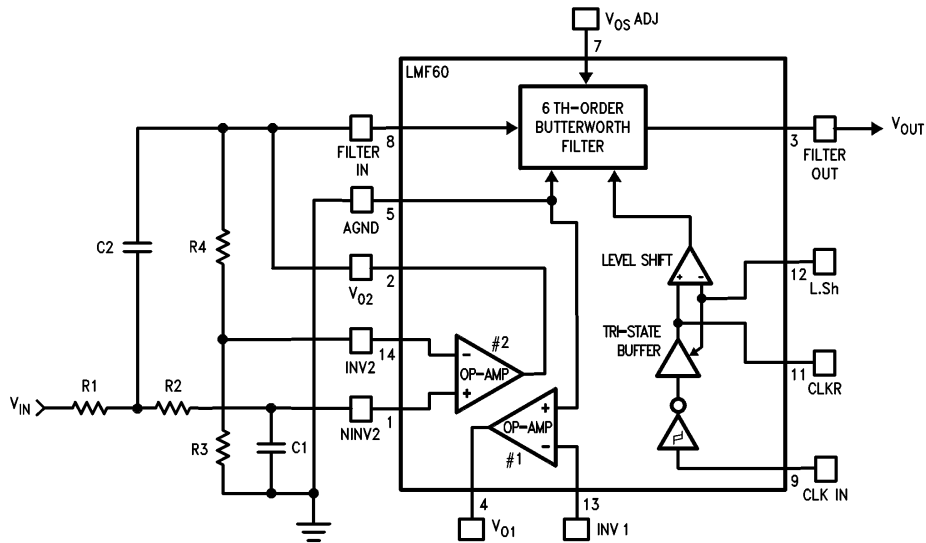 V_OS ADJ
7
LMF60
6 TH-ORDER
BUTTERWORTH
FILTER
8
FILTER
IN
3
FILTER
OUT
V_OUT
5
AGND
C2
R4
2
V_O2
LEVEL SHIFT
+ -
12
L.Sh
TRI-STATE
BUFFER
14
INV2
#2
OP-AMP
-
+
11
CLKR
V_IN
R1
R2
1
NINV2
OP-AMP
+
-
#1
R3
C1
9
CLK IN
4
V_O1
13
INV 1